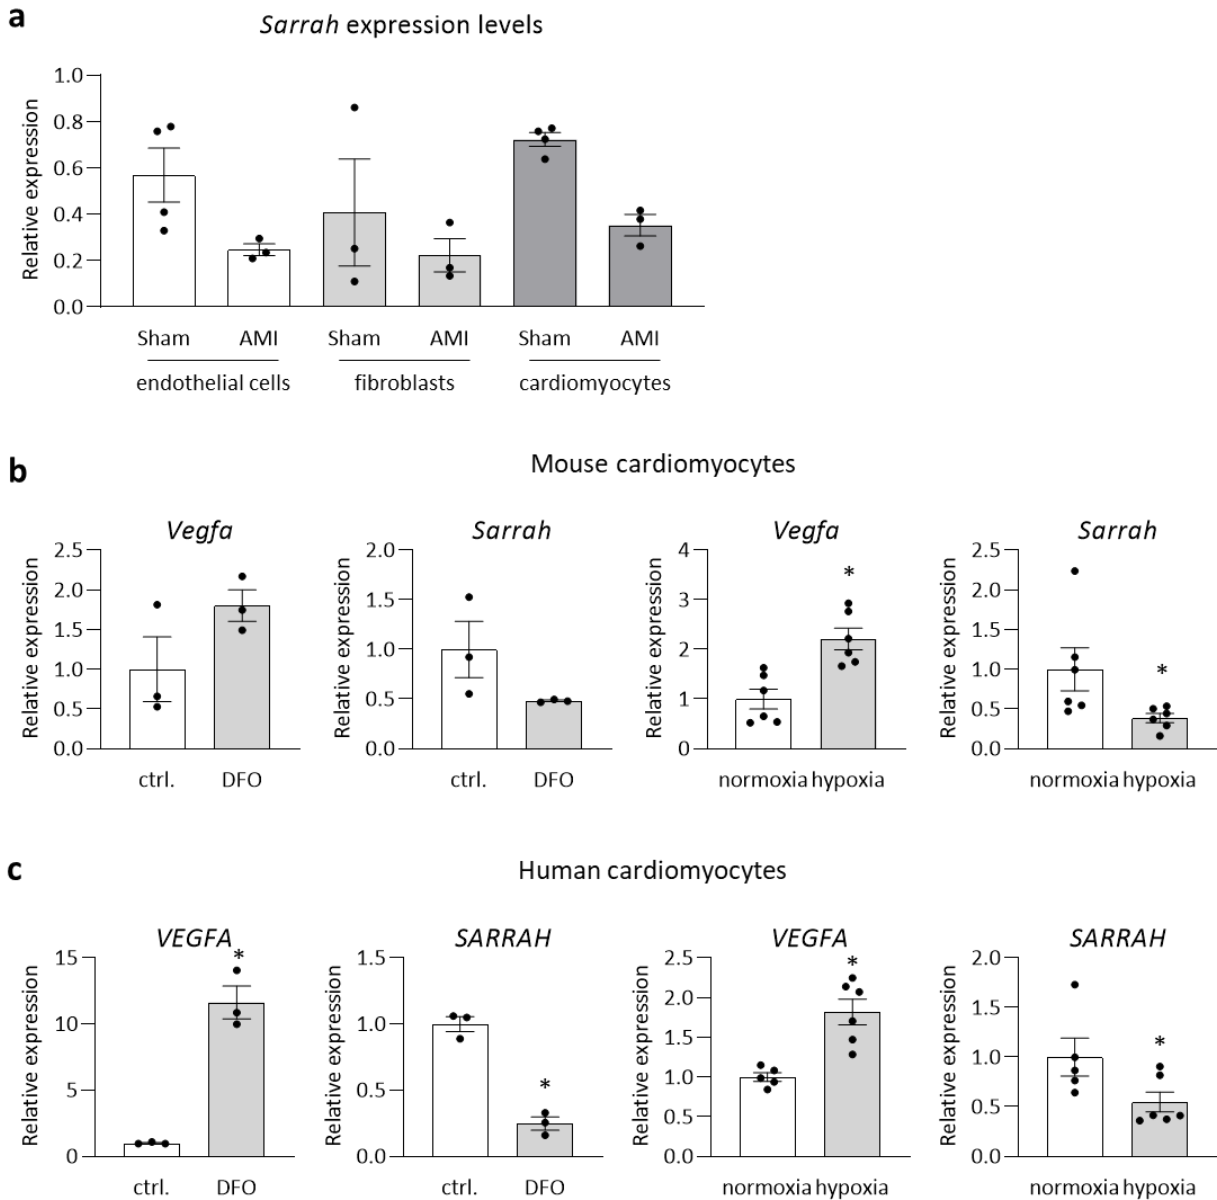 a
Sarrah expression levels
Relative expression
1.0
0.8
0.6
0.4
0.2
0.0
Sham AMI Sham AMI Sham AMI
endothelial cells fibroblasts cardiomyocytes
b
Mouse cardiomyocytes
Vegfa
Relative expression
2.5
2.0
1.5
1.0
0.5
0.0
ctrl. DFO
Sarrah
Relative expression
2.0
1.5
1.0
0.5
0.0
ctrl. DFO
Vegfa
Relative expression
4
3
2
1
0
*
normoxia hypoxia
Sarrah
Relative expression
2.5
2.0
1.5
1.0
0.5
0.0
*
normoxia hypoxia
c
Human cardiomyocytes
VEGFA
Relative expression
15
10
5
0
*
ctrl. DFO
SARRAH
Relative expression
1.5
1.0
0.5
0.0
*
ctrl. DFO
VEGFA
Relative expression
2.5
2.0
1.5
1.0
0.5
0.0
*
normoxia hypoxia
SARRAH
Relative expression
2.0
1.5
1.0
0.5
0.0
*
normoxia hypoxia